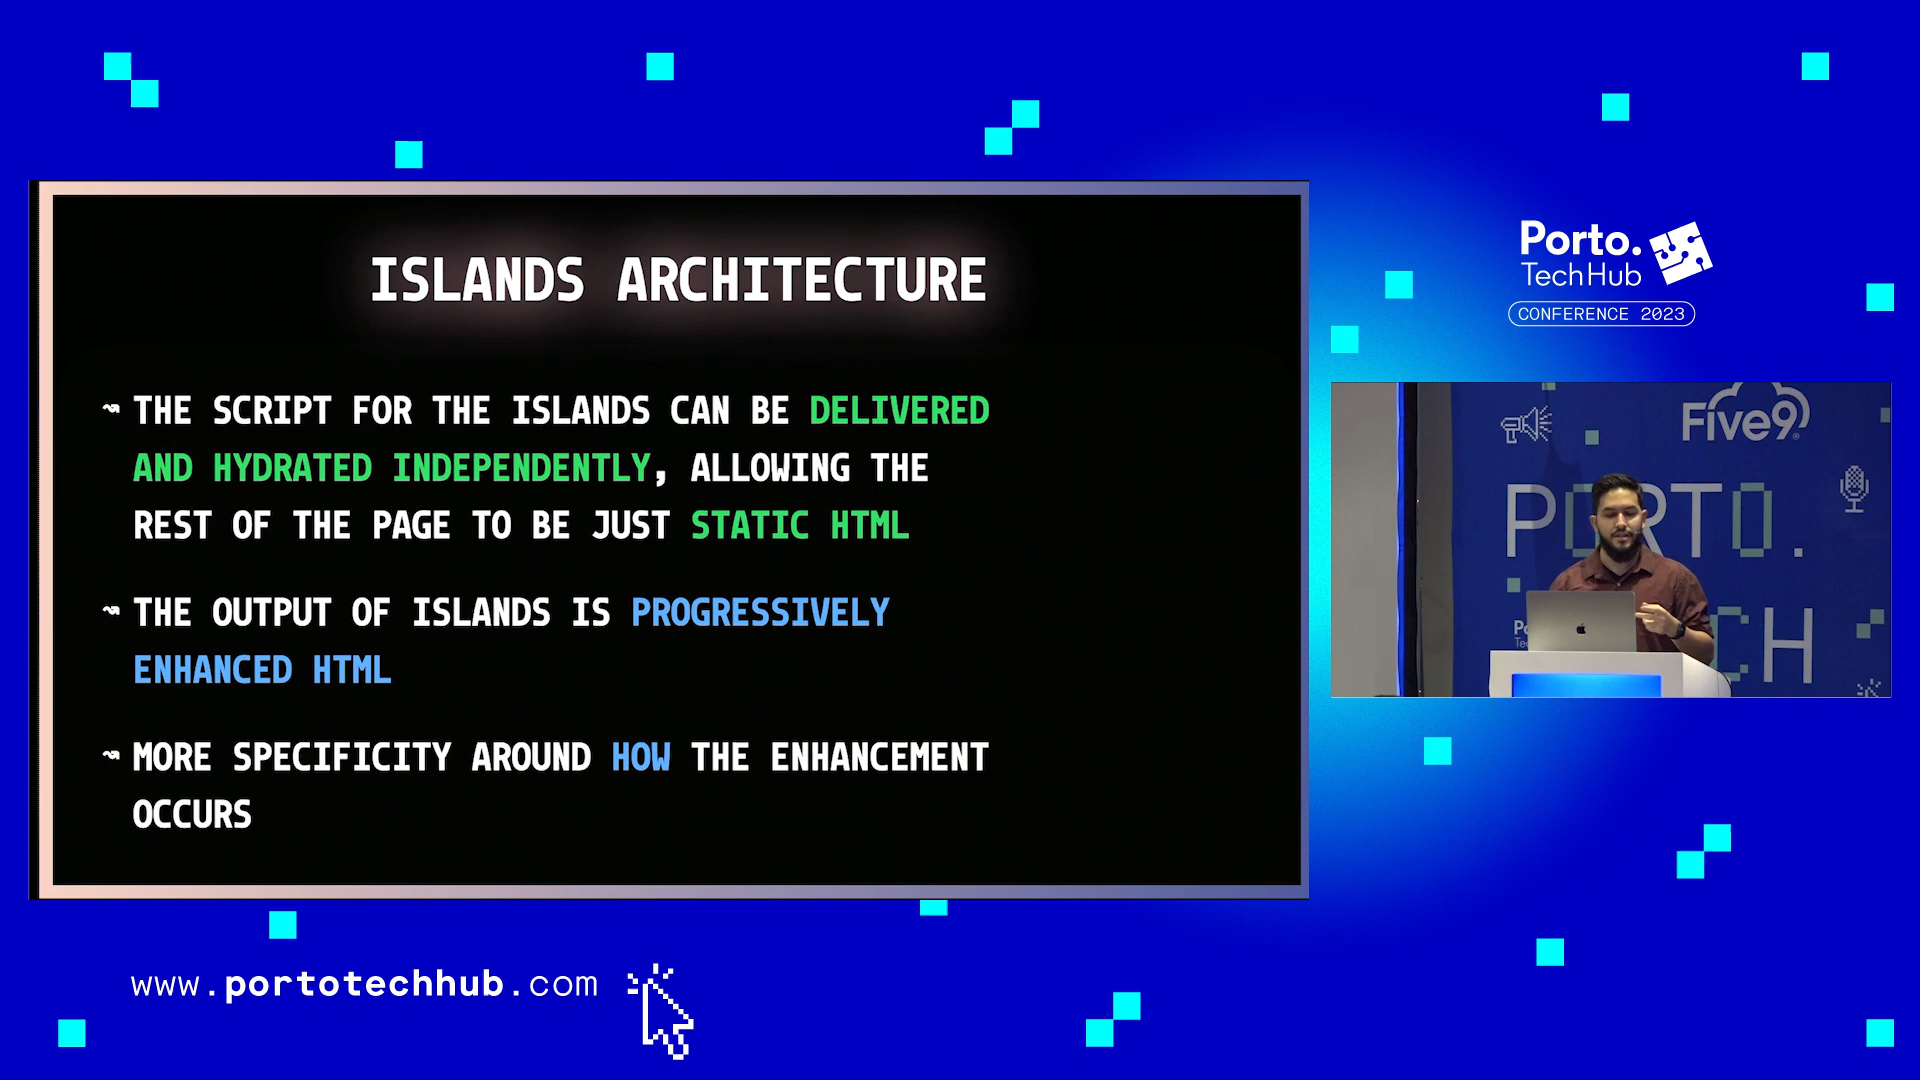 ISLANDS ARCHITECTURE
↝ THE SCRIPT FOR THE ISLANDS CAN BE DELIVERED
AND HYDRATED INDEPENDENTLY, ALLOWING THE
REST OF THE PAGE TO BE JUST STATIC HTML
↝ THE OUTPUT OF ISLANDS IS PROGRESSIVELY
ENHANCED HTML
↝ MORE SPECIFICITY AROUND HOW THE ENHANCEMENT
OCCURS
Porto.
TechHub
CONFERENCE 2023
Five9
PORTO.
CH
www.portotechhub.com